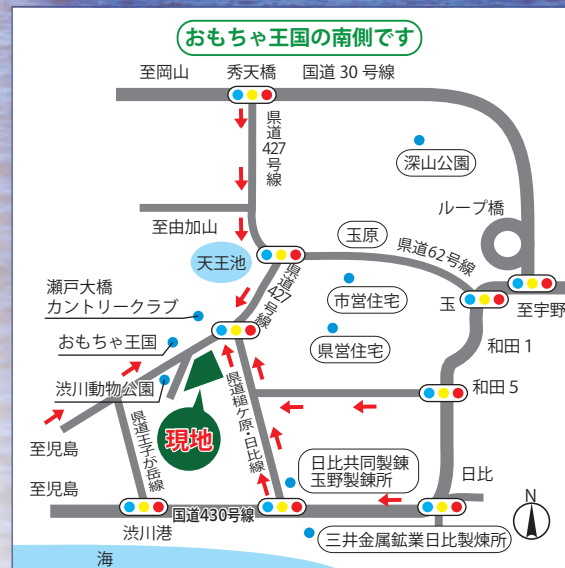 おもちゃ王国の南側です
至岡山
秀天橋
国道30号線
県道427号線
深山公園
ループ橋
至由加山
玉原
県道62号線
天王池
瀬戸大橋
カントリークラブ
県道427号線
市営住宅
玉
至宇野
おもちゃ王国
県営住宅
和田1
渋川動物公園
和田5
現地
県道槌ケ原・日比線
県道王子が岳線
至児島
日比共同製錬
玉野製錬所
日比
至児島
国道430号線
渋川港
三井金属鉱業日比製煉所
N
海